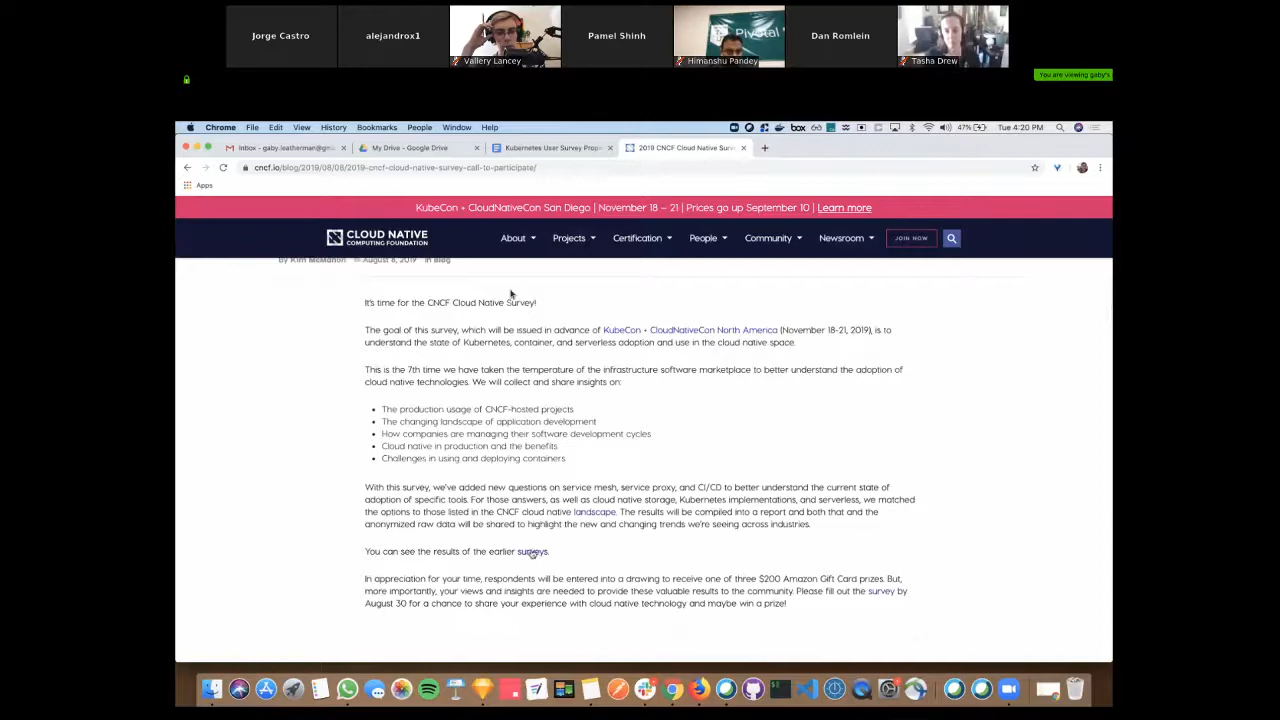 Jorge Castro
alejandrox1
Vallery Lancey
Pamel Shinh
Pivotal
Himanshu Pandey
Dan Romlein
Tasha Drew
You are viewing gaby's
Chrome File Edit View History Bookmarks People Window Help
box
47%
Tue 4:20 PM
Inbox - gaby.leatherman@gm
My Drive - Google Drive
Kubernetes User Survey Propo
2019 CNCF Cloud Native Surv
cncf.io/blog/2019/08/08/2019-cncf-cloud-native-survey-call-to-participate/
Apps
KubeCon + CloudNativeCon San Diego | November 18 – 21 | Prices go up September 10 | Learn more
CLOUD NATIVE
COMPUTING FOUNDATION
About Projects Certification People Community Newsroom JOIN NOW
By Kim McMahon August 8, 2019 in Blog
It's time for the CNCF Cloud Native Survey!
The goal of this survey, which will be issued in advance of KubeCon + CloudNativeCon North America (November 18-21, 2019), is to
understand the state of Kubernetes, container, and serverless adoption and use in the cloud native space.
This is the 7th time we have taken the temperature of the infrastructure software marketplace to better understand the adoption of
cloud native technologies. We will collect and share insights on:
• The production usage of CNCF-hosted projects
• The changing landscape of application development
• How companies are managing their software development cycles
• Cloud native in production and the benefits
• Challenges in using and deploying containers
With this survey, we've added new questions on service mesh, service proxy, and CI/CD to better understand the current state of
adoption of specific tools. For those answers, as well as cloud native storage, Kubernetes implementations, and serverless, we matched
the options to those listed in the CNCF cloud native landscape. The results will be compiled into a report and both that and the
anonymized raw data will be shared to highlight the new and changing trends we're seeing across industries.
You can see the results of the earlier surveys.
In appreciation for your time, respondents will be entered into a drawing to receive one of three $200 Amazon Gift Card prizes. But,
more importantly, your views and insights are needed to provide these valuable results to the community. Please fill out the survey by
August 30 for a chance to share your experience with cloud native technology and maybe win a prize!